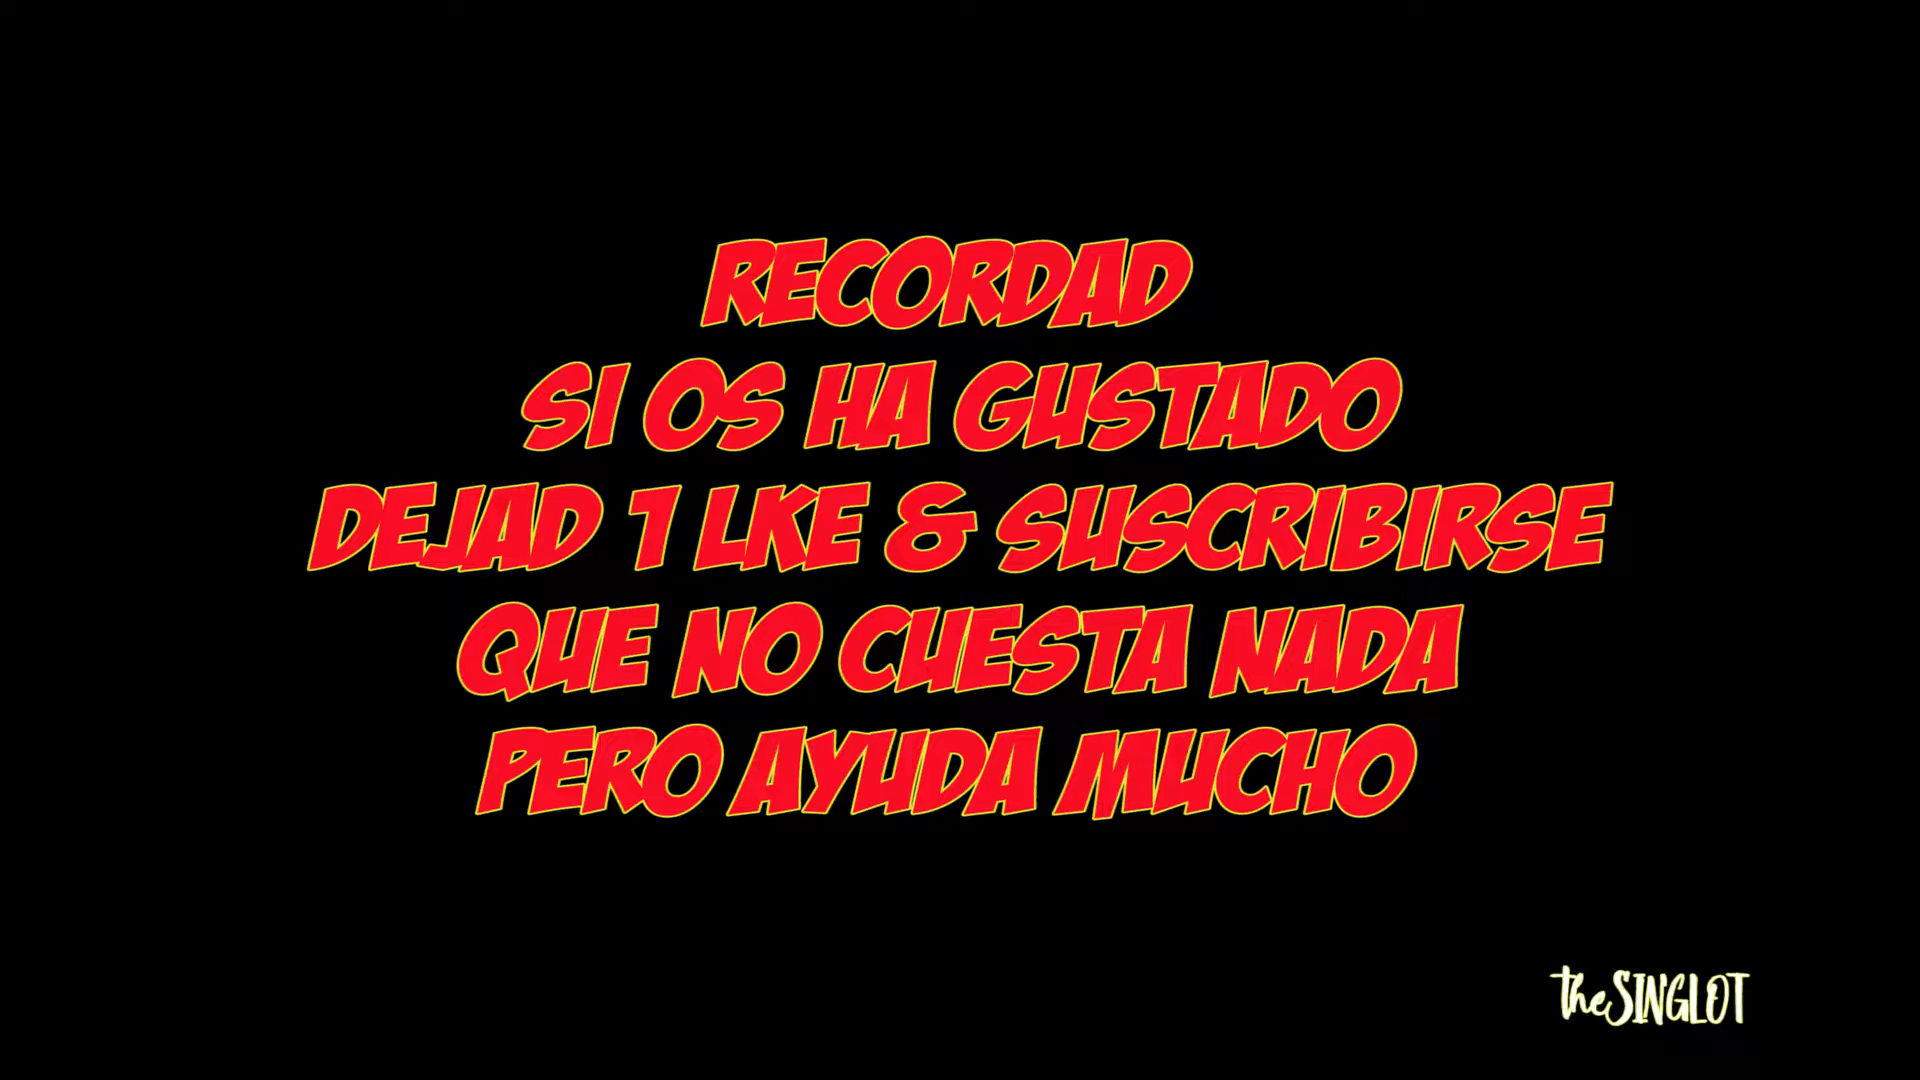 RECORDAD
SI OS HA GUSTADO
DEJAD 1 LKE & SUSCRIBIRSE
QUE NO CUESTA NADA
PERO AYUDA MUCHO
theSINGLOT